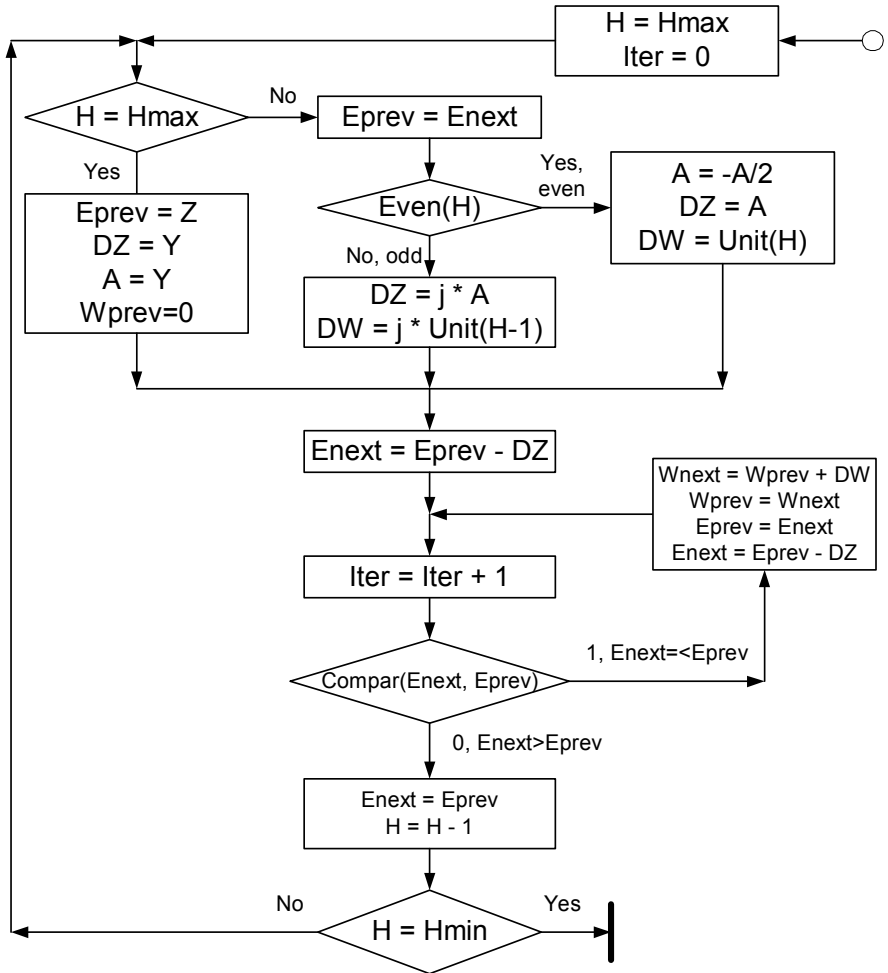 H = Hmax
Iter = 0
H = Hmax
No
Eprev = Enext
Yes
Yes,
even
Eprev = Z
DZ = Y
A = Y
Wprev=0
Even(H)
A = -A/2
DZ = A
DW = Unit(H)
No, odd
DZ = j * A
DW = j * Unit(H-1)
Enext = Eprev - DZ
Wnext = Wprev + DW
Wprev = Wnext
Eprev = Enext
Enext = Eprev - DZ
Iter = Iter + 1
1, Enext=<Eprev
Compar(Enext, Eprev)
0, Enext>Eprev
Enext = Eprev
H = H - 1
No
Yes
H = Hmin